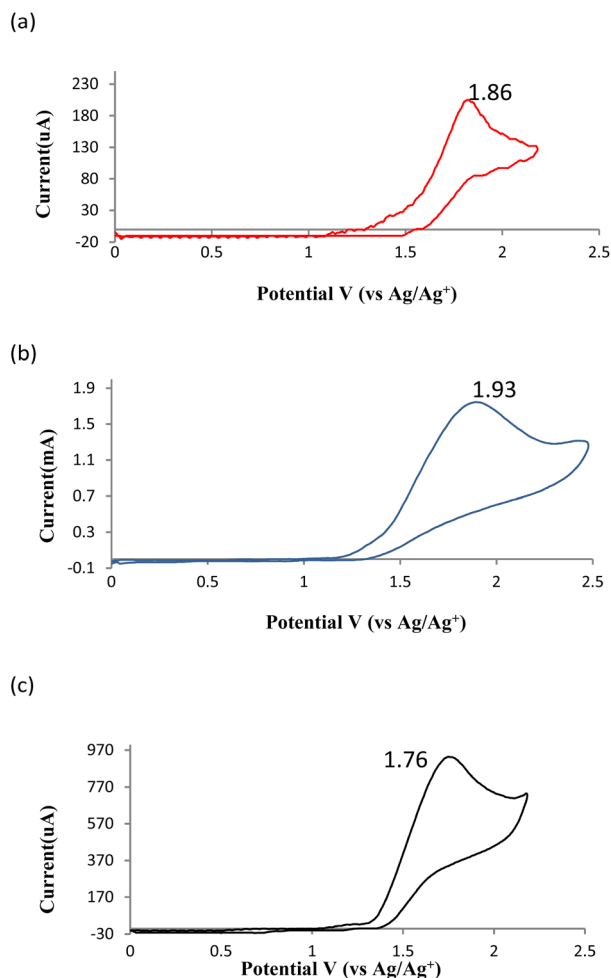 (a)
1.86
230
180
130
80
30
-20
Current(uA)
0 0.5 1 1.5 2 2.5
Potential V (vs Ag/Ag⁺)
(b)
1.93
1.9
1.5
1.1
0.7
0.3
-0.1
Current(mA)
0 0.5 1 1.5 2 2.5
Potential V (vs Ag/Ag⁺)
(c)
1.76
970
770
570
370
170
-30
Current(uA)
0 0.5 1 1.5 2 2.5
Potential V (vs Ag/Ag⁺)